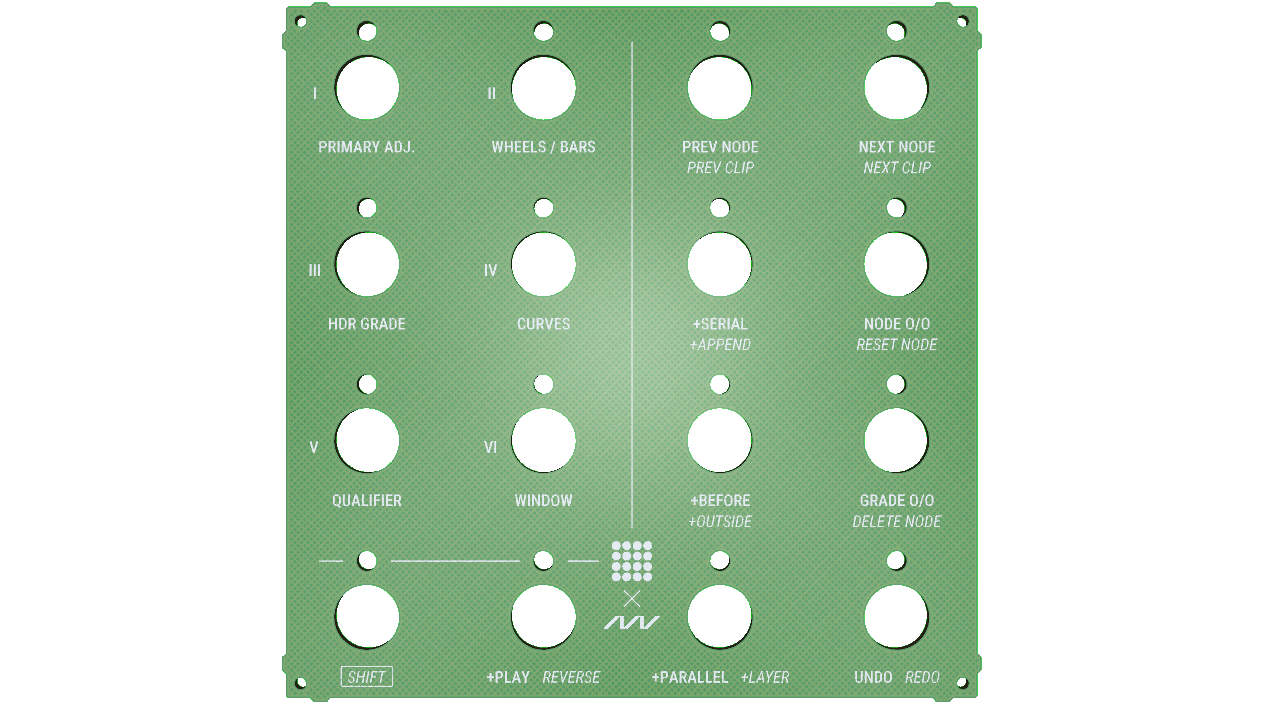 I II
PRIMARY ADJ. WHEELS / BARS PREV NODE NEXT NODE
PREV CLIP NEXT CLIP
III IV
HDR GRADE CURVES +SERIAL NODE O/O
+APPEND RESET NODE
V VI
QUALIFIER WINDOW +BEFORE GRADE O/O
+OUTSIDE DELETE NODE
SHIFT +PLAY REVERSE +PARALLEL +LAYER UNDO REDO